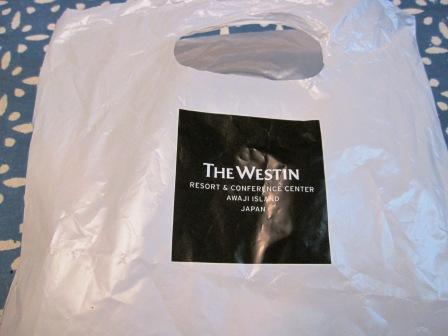 THE WESTIN
RESORT & CONFERENCE CENTER
AWAJI ISLAND
JAPAN